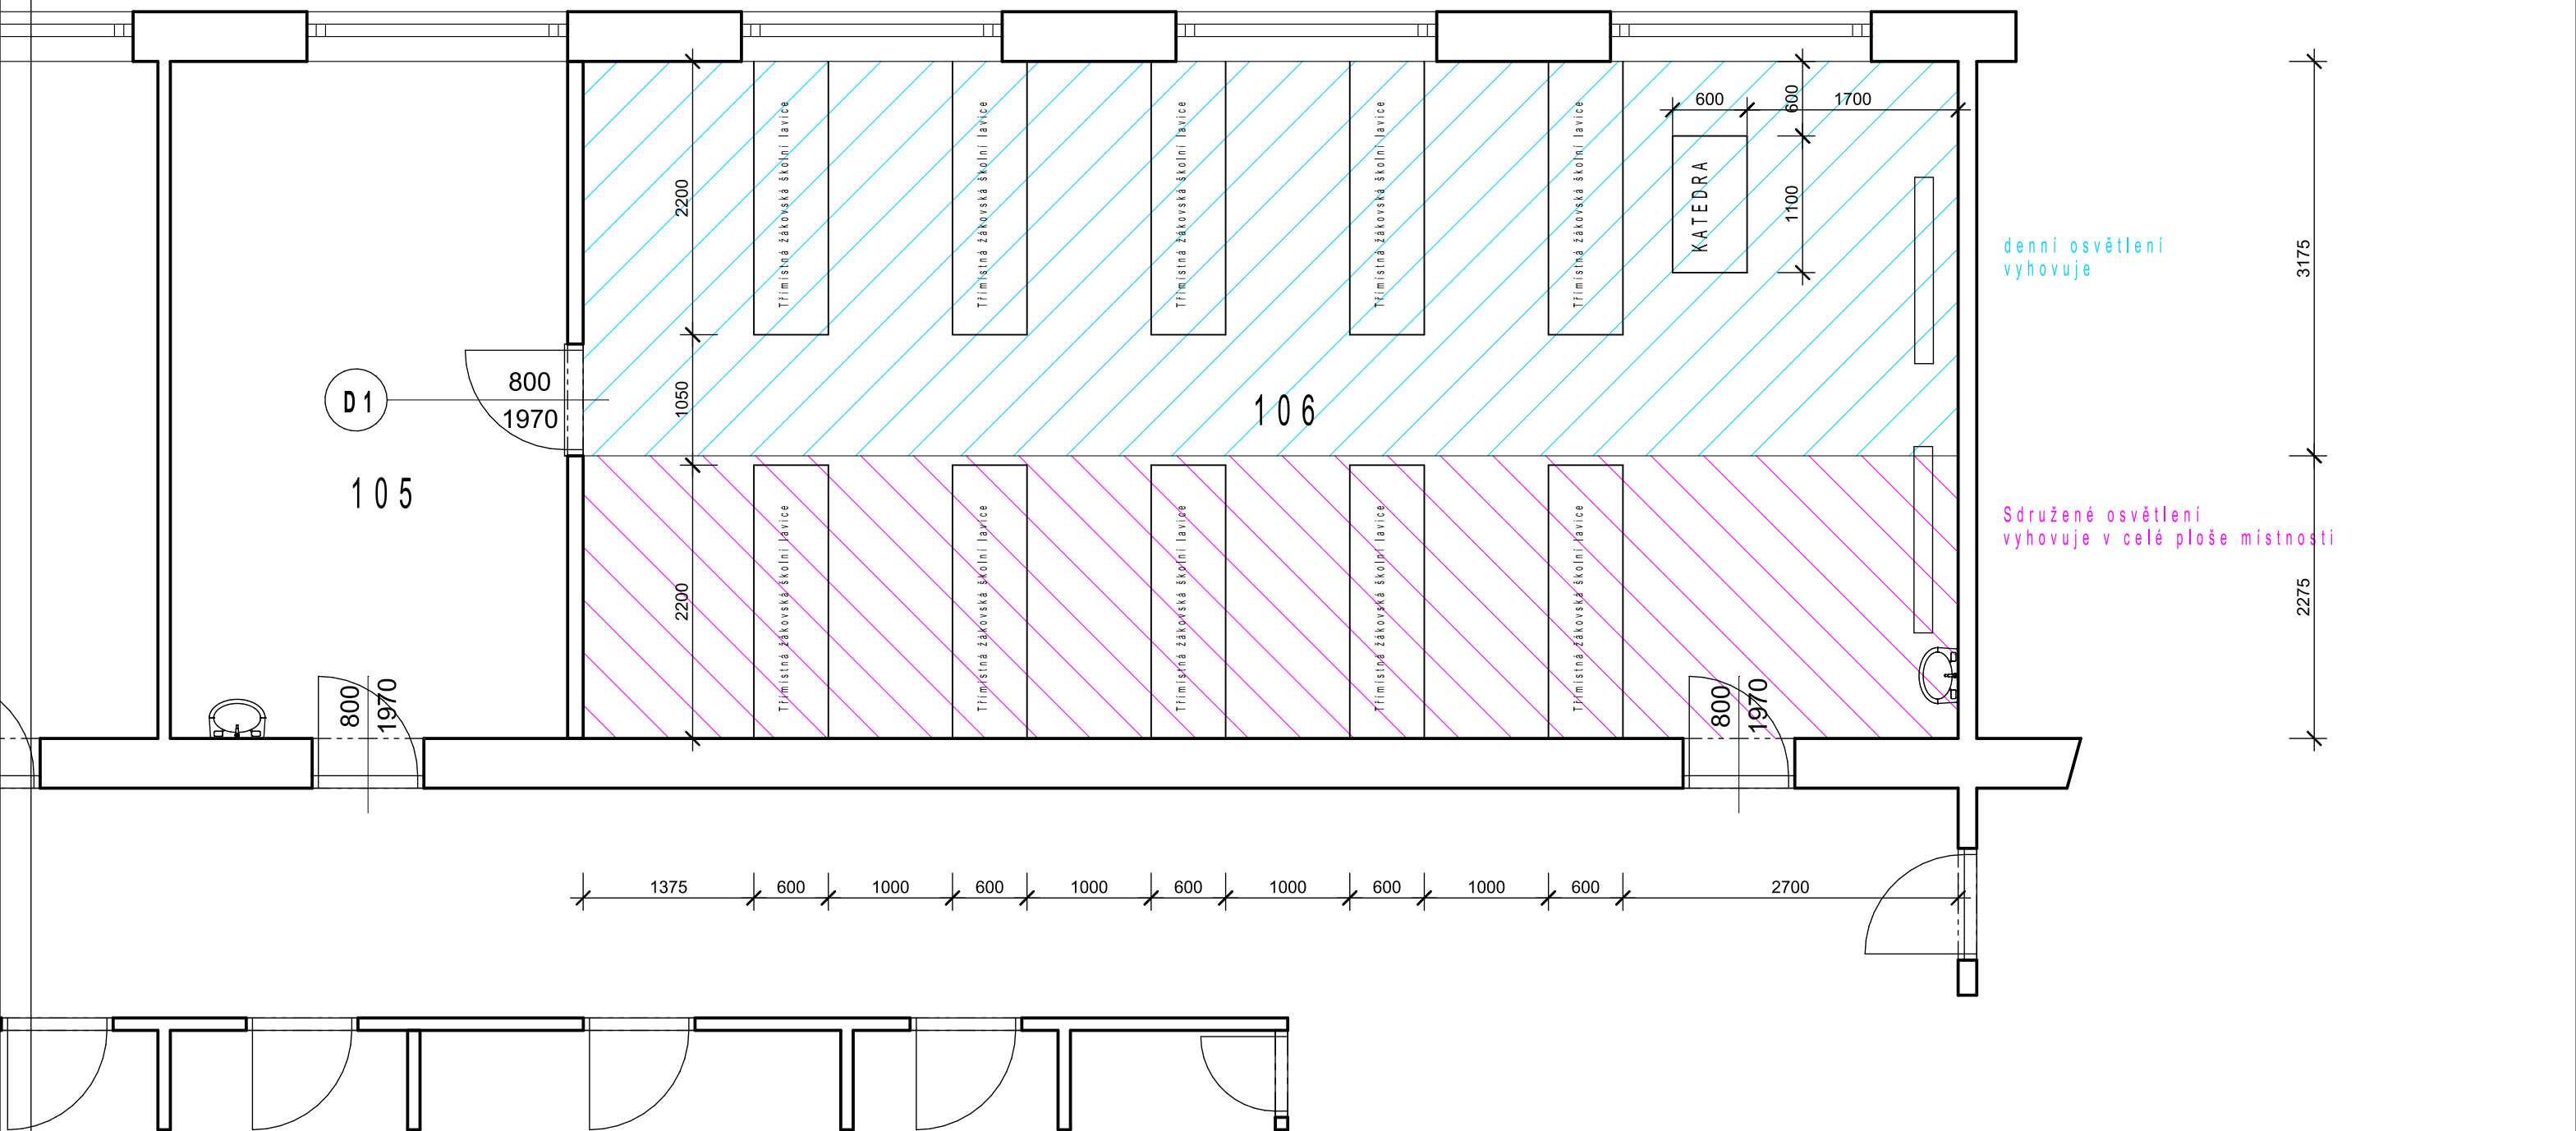 600
1700
600
Třímístná žákovská školní lavice
Třímístná žákovská školní lavice
Třímístná žákovská školní lavice
Třímístná žákovská školní lavice
Třímístná žákovská školní lavice
KATEDRA
1100
2200
denní osvětlení
vyhovuje
3175
D1
800
1970
1050
106
105
Sdružené osvětlení
vyhovuje v celé ploše místnosti
2200
Třímístná žákovská školní lavice
Třímístná žákovská školní lavice
Třímístná žákovská školní lavice
Třímístná žákovská školní lavice
Třímístná žákovská školní lavice
2275
800
1970
800
1970
1375
600
1000
600
1000
600
1000
600
1000
600
2700